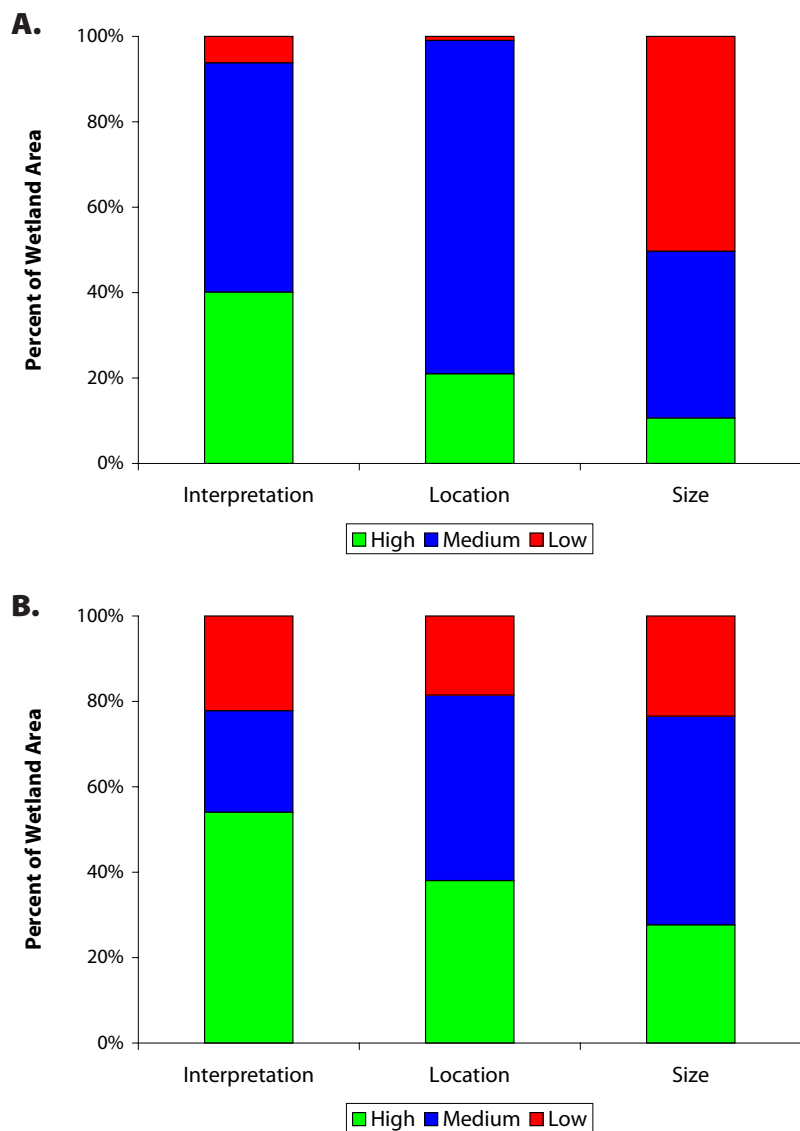 A.
Percent of Wetland Area
100%
80%
60%
40%
20%
0%
Interpretation Location Size
High Medium Low
B.
Percent of Wetland Area
100%
80%
60%
40%
20%
0%
Interpretation Location Size
High Medium Low